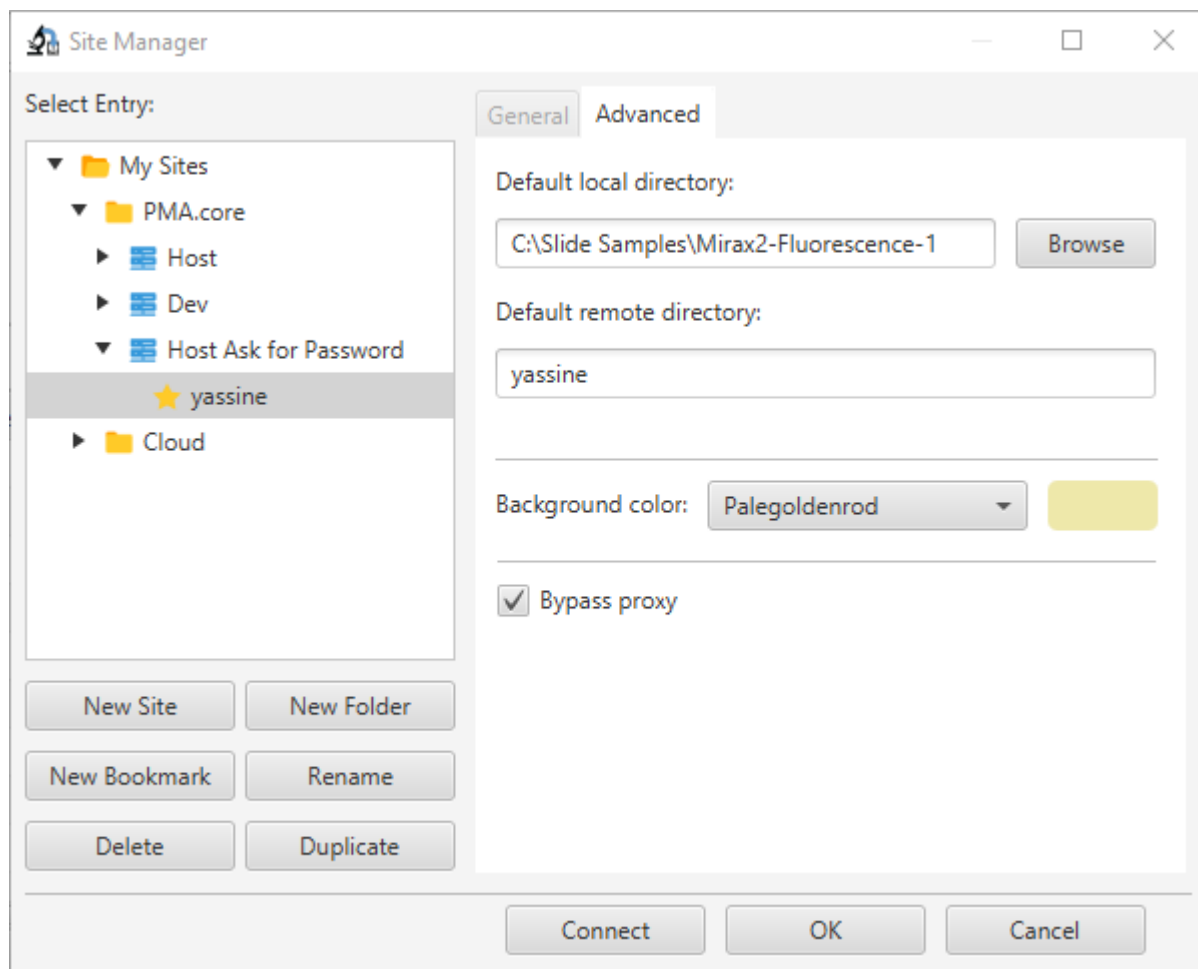 Site Manager
Select Entry:
My Sites
PMA.core
Host
Dev
Host Ask for Password
yassine
Cloud
New Site
New Folder
New Bookmark
Rename
Delete
Duplicate
General
Advanced
Default local directory:
C:\Slide Samples\Mirax2-Fluorescence-1
Browse
Default remote directory:
yassine
Background color:
Palegoldenrod
Bypass proxy
Connect
OK
Cancel